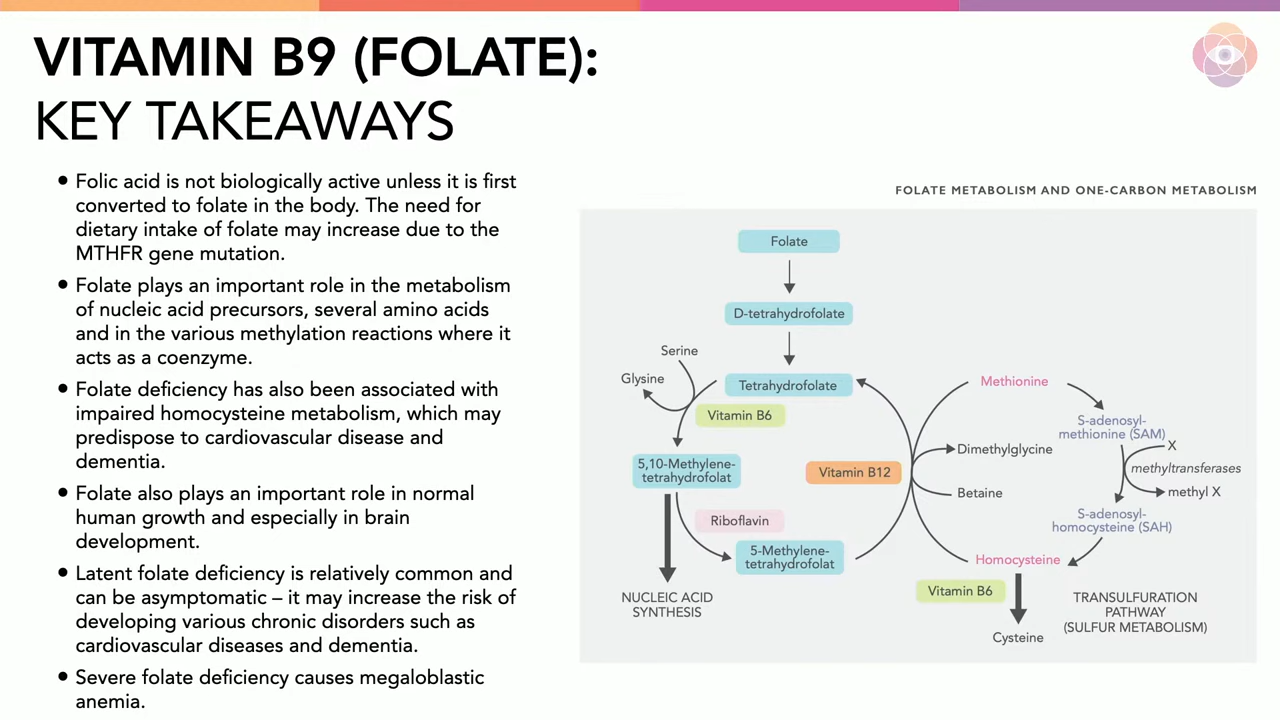 VITAMIN B9 (FOLATE):
KEY TAKEAWAYS
• Folic acid is not biologically active unless it is first
converted to folate in the body. The need for
dietary intake of folate may increase due to the
MTHFR gene mutation.
• Folate plays an important role in the metabolism
of nucleic acid precursors, several amino acids
and in the various methylation reactions where it
acts as a coenzyme.
• Folate deficiency has also been associated with
impaired homocysteine metabolism, which may
predispose to cardiovascular disease and
dementia.
• Folate also plays an important role in normal
human growth and especially in brain
development.
• Latent folate deficiency is relatively common and
can be asymptomatic – it may increase the risk of
developing various chronic disorders such as
cardiovascular diseases and dementia.
• Severe folate deficiency causes megaloblastic
anemia.
FOLATE METABOLISM AND ONE-CARBON METABOLISM
Folate
D-tetrahydrofolate
Serine
Glysine
Tetrahydrofolate
Vitamin B6
5,10-Methylene-
tetrahydrofolat
Riboflavin
5-Methylene-
tetrahydrofolat
NUCLEIC ACID
SYNTHESIS
Vitamin B12
Methionine
Dimethylglycine
Betaine
Homocysteine
S-adenosyl-
methionine (SAM)
X
methyltransferases
methyl X
S-adenosyl-
homocysteine (SAH)
Vitamin B6
Cysteine
TRANSULFURATION
PATHWAY
(SULFUR METABOLISM)